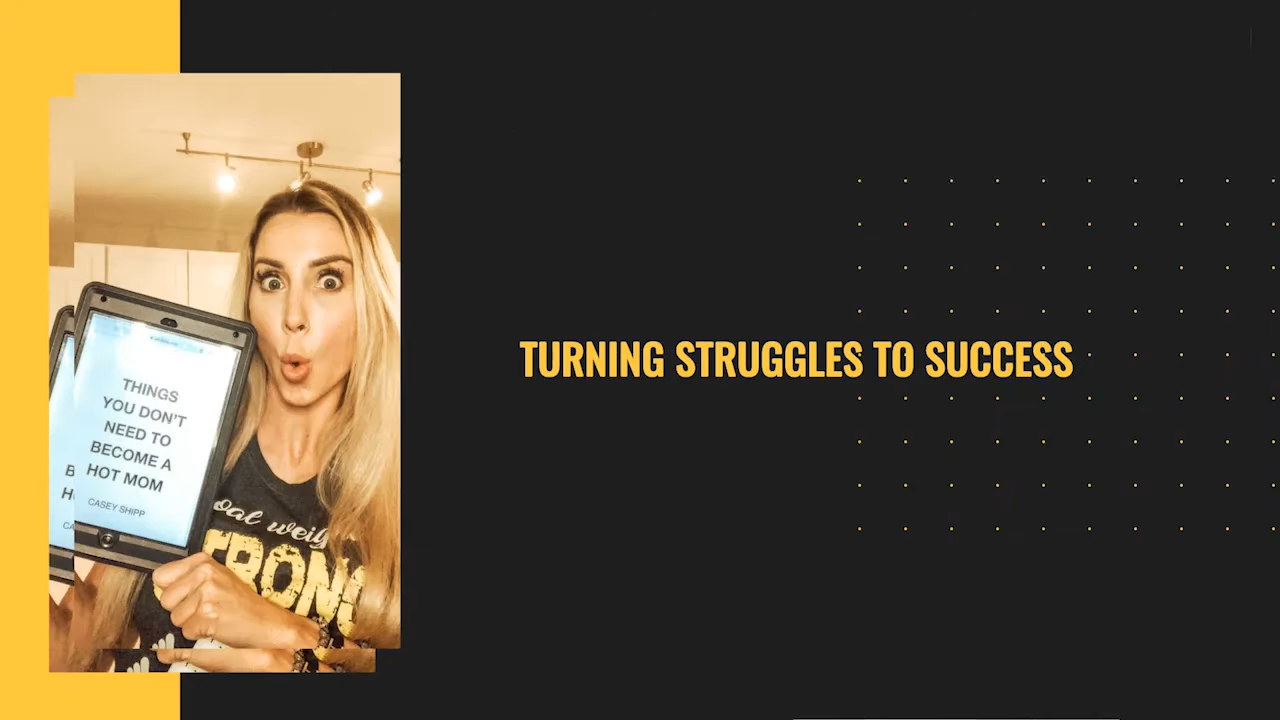 TURNING STRUGGLES TO SUCCESS
THINGS
YOU DON'T
NEED TO
BECOME A
HOT MOM
CASEY SHIPP